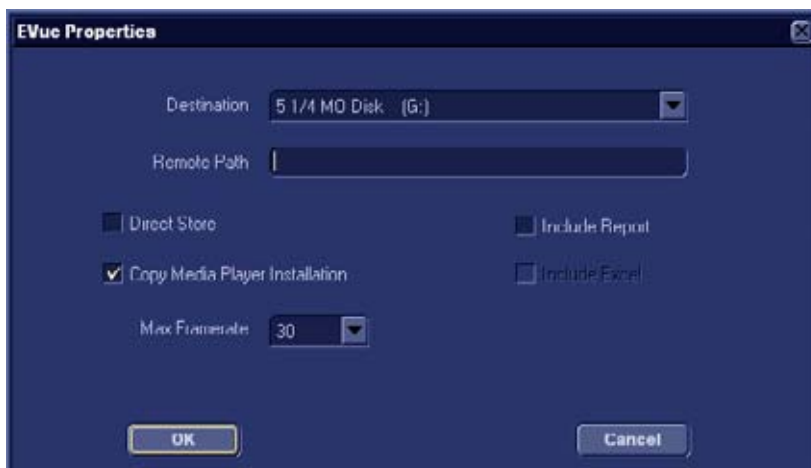 EVue Properties
Destination 5 1/4 MO Disk (G:)
Remote Path
Direct Store Include Report
Copy Media Player Installation Include Excel
Max Framerate 30
OK Cancel